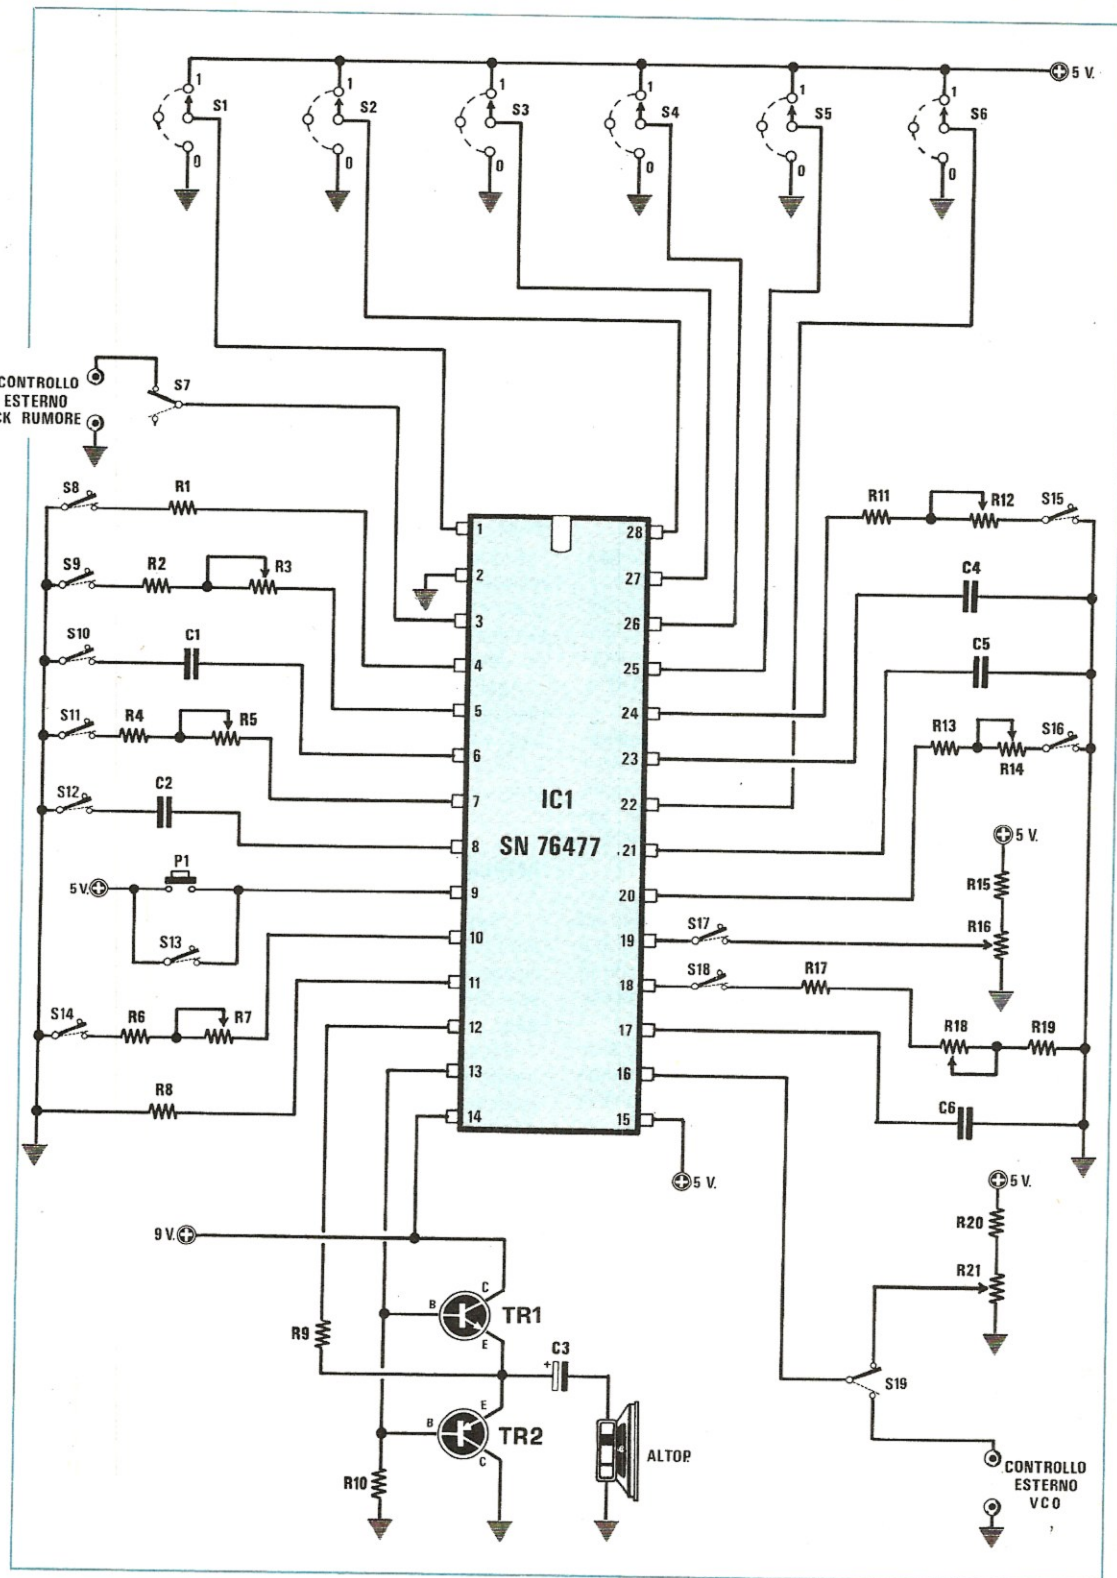 1 1 1 1 1 1 5 V.
S1 S2 S3 S4 S5 S6
0 0 0 0 0 0
CONTROLLO
ESTERNO
CK RUMORE
S7
S8 R1
S9 R2 R3
S10 C1
S11 R4 R5
S12 C2
5 V. P1
S13
S14 R6 R7
R8
1 28
2 27
3 26
4 25
5 24
6 23
7 22
8 21
9 20
10 19
11 18
12 17
13 16
14 15
IC1
SN 76477
R11 R12 S15
C4
C5
R13 R14 S16
5 V.
R15
S17 R16
S18 R17
R18 R19
C6
5 V.
9 V.
5 V.
R20
R21
C
B TR1
E
R9
C3
+
E
B TR2
C
R10
ALTOP.
S19
CONTROLLO
ESTERNO
VCO